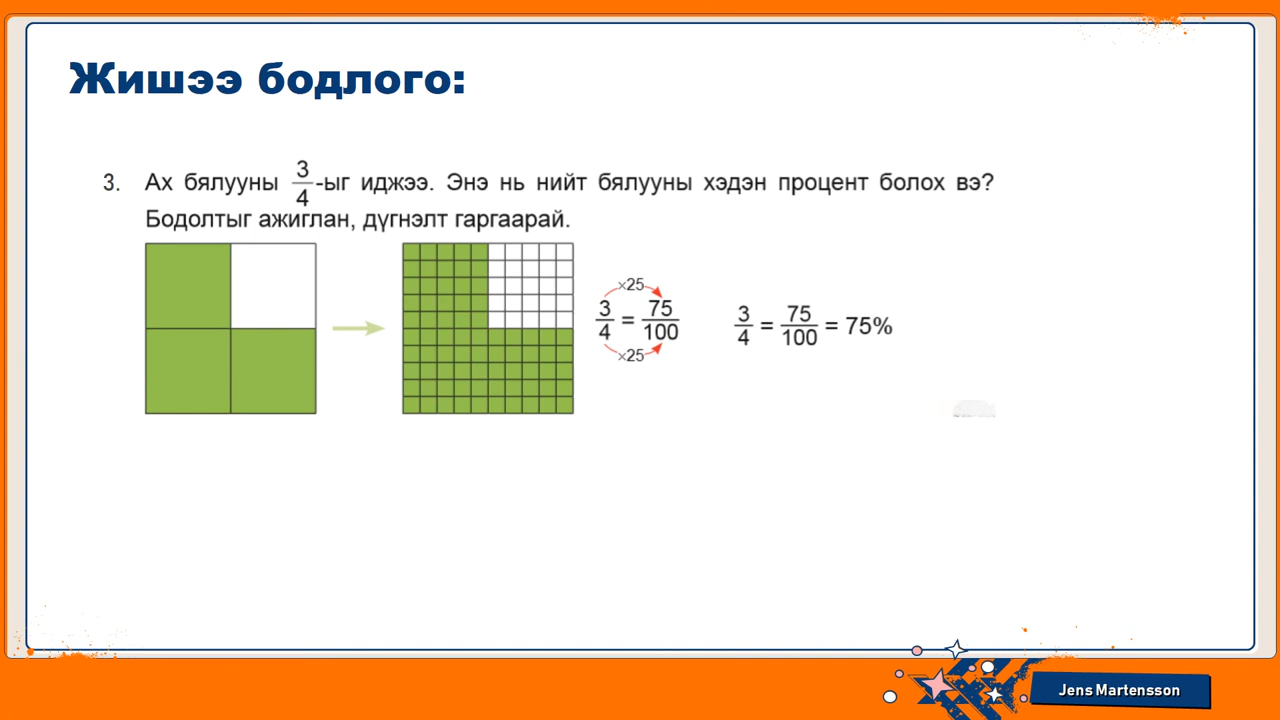 Жишээ бодлого:
3. Ах бялууны 3/4-ыг иджээ. Энэ нь нийт бялууны хэдэн процент болох вэ?
Бодолтыг ажиглан, дүгнэлт гаргаарай.
×25
3/4 = 75/100
×25
3/4 = 75/100 = 75%
Jens Martensson